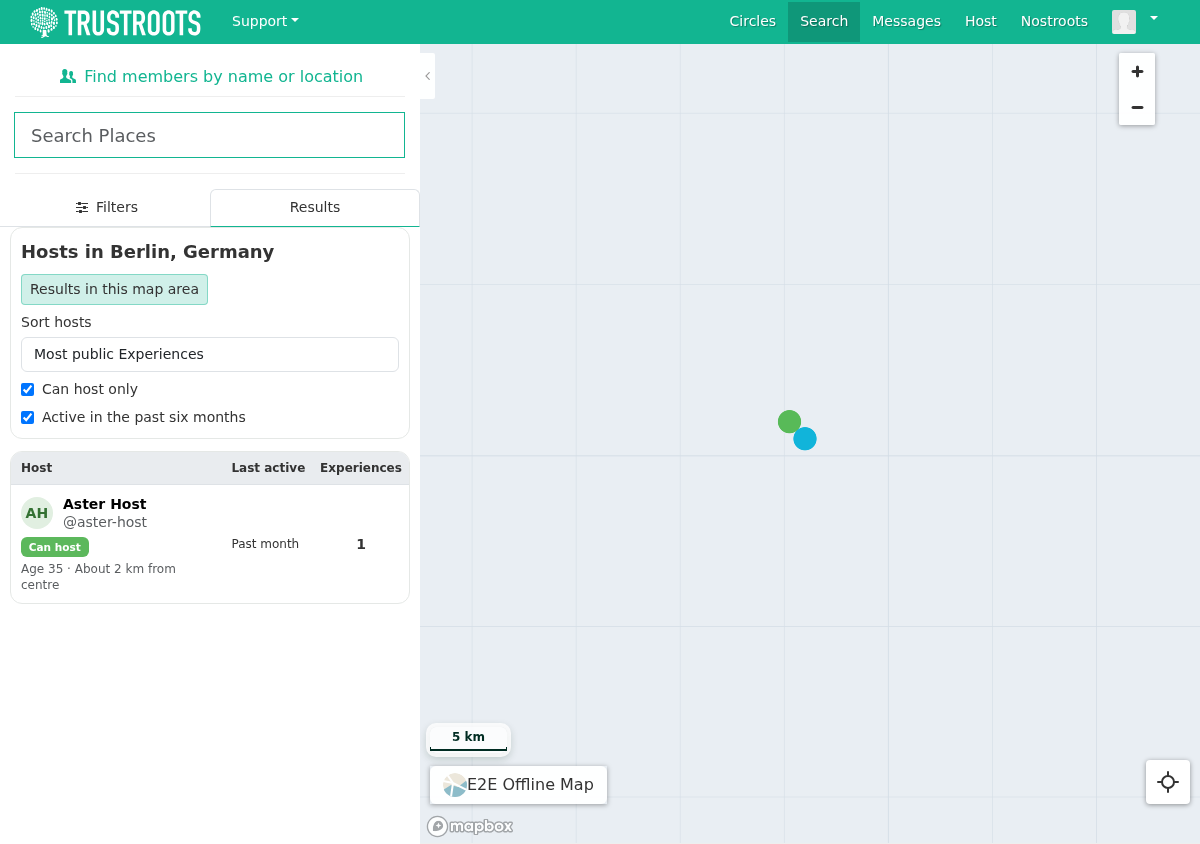 TRUSTROOTS
Support
Circles
Search
Messages
Host
Nostroots
Find members by name or location
Search Places
Filters
Results
Hosts in Berlin, Germany
Results in this map area
Sort hosts
Most public Experiences
Can host only
Active in the past six months
Host
Last active
Experiences
AH
Aster Host
@aster-host
Can host
Age 35 · About 2 km from
centre
Past month
1
5 km
E2E Offline Map
mapbox